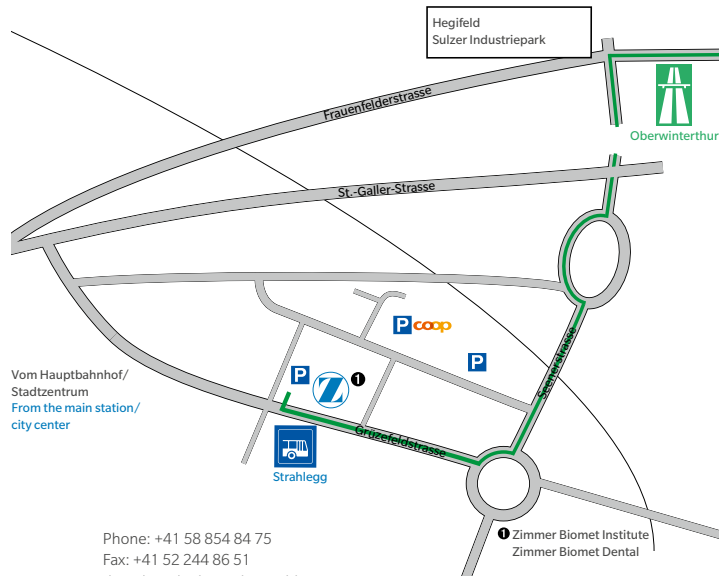 Hegifeld
Sulzer Industriepark
Oberwinterthur
Frauenfelderstrasse
St.-Galler-Strasse
P coop
P
Seenerstrasse
P
Z
❶
Vom Hauptbahnhof/
Stadtzentrum
From the main station/
city center
Grüzefeldstrasse
Strahlegg
❶ Zimmer Biomet Institute
Zimmer Biomet Dental
Phone: +41 58 854 84 75
Fax: +41 52 244 86 51